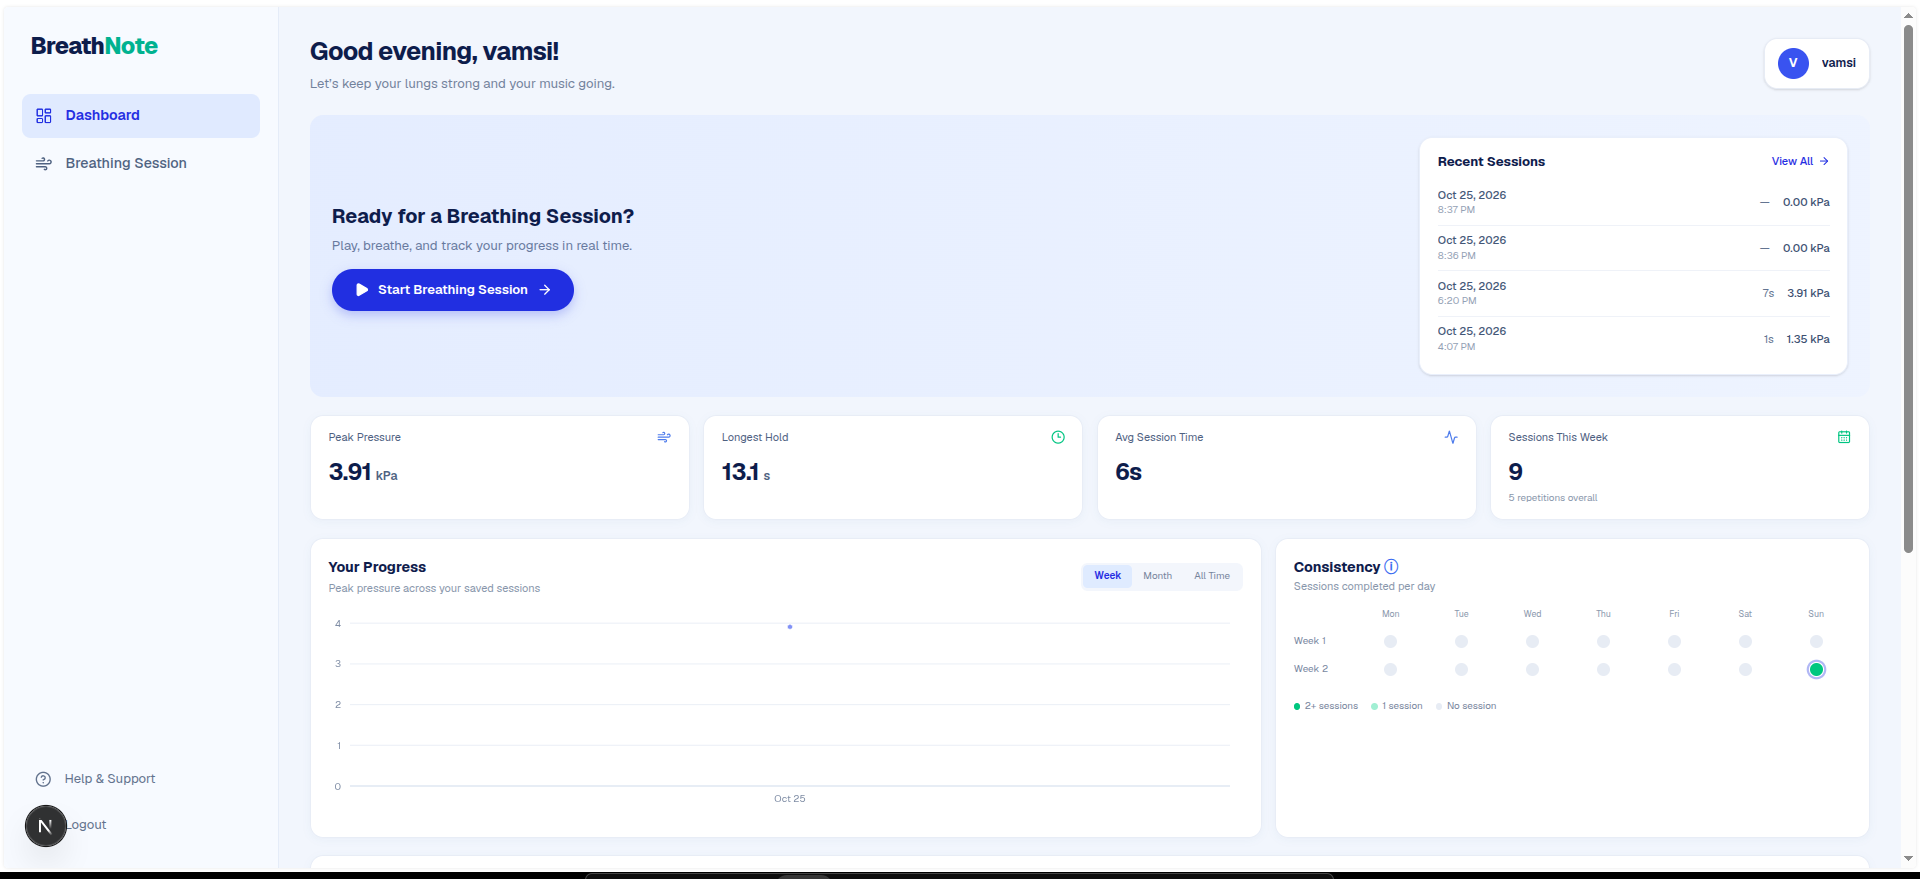 BreathNote
Dashboard
Breathing Session
Help & Support
Logout
Good evening, vamsi!
Let's keep your lungs strong and your music going.
V vamsi
Ready for a Breathing Session?
Play, breathe, and track your progress in real time.
Start Breathing Session →
Recent Sessions View All →
Oct 25, 2026
8:37 PM
— 0.00 kPa
Oct 25, 2026
8:36 PM
— 0.00 kPa
Oct 25, 2026
6:20 PM
7s 3.91 kPa
Oct 25, 2026
4:07 PM
1s 1.35 kPa
Peak Pressure
3.91 kPa
Longest Hold
13.1 s
Avg Session Time
6s
Sessions This Week
9
5 repetitions overall
Your Progress
Peak pressure across your saved sessions
Week Month All Time
4
3
2
1
0
Oct 25
Consistency ⓘ
Sessions completed per day
Mon Tue Wed Thu Fri Sat Sun
Week 1
Week 2
2+ sessions 1 session No session
N